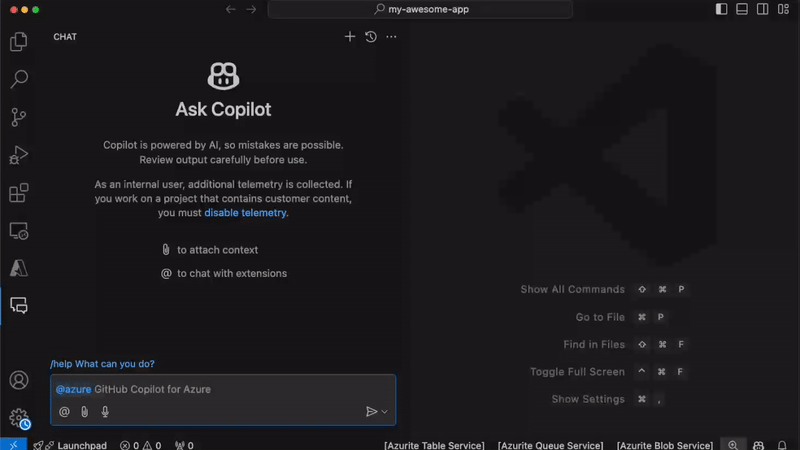 my-awesome-app
CHAT
Ask Copilot
Copilot is powered by AI, so mistakes are possible.
Review output carefully before use.
As an internal user, additional telemetry is collected. If
you work on a project that contains customer content,
you must disable telemetry.
to attach context
@ to chat with extensions
/help What can you do?
@azure GitHub Copilot for Azure
@
Show All Commands ⇧ ⌘ P
Go to File ⌘ P
Find in Files ⇧ ⌘ F
Toggle Full Screen ^ ⌘ F
Show Settings ⌘ ,
Launchpad 0 0 0 [Azurite Table Service] [Azurite Queue Service] [Azurite Blob Service]